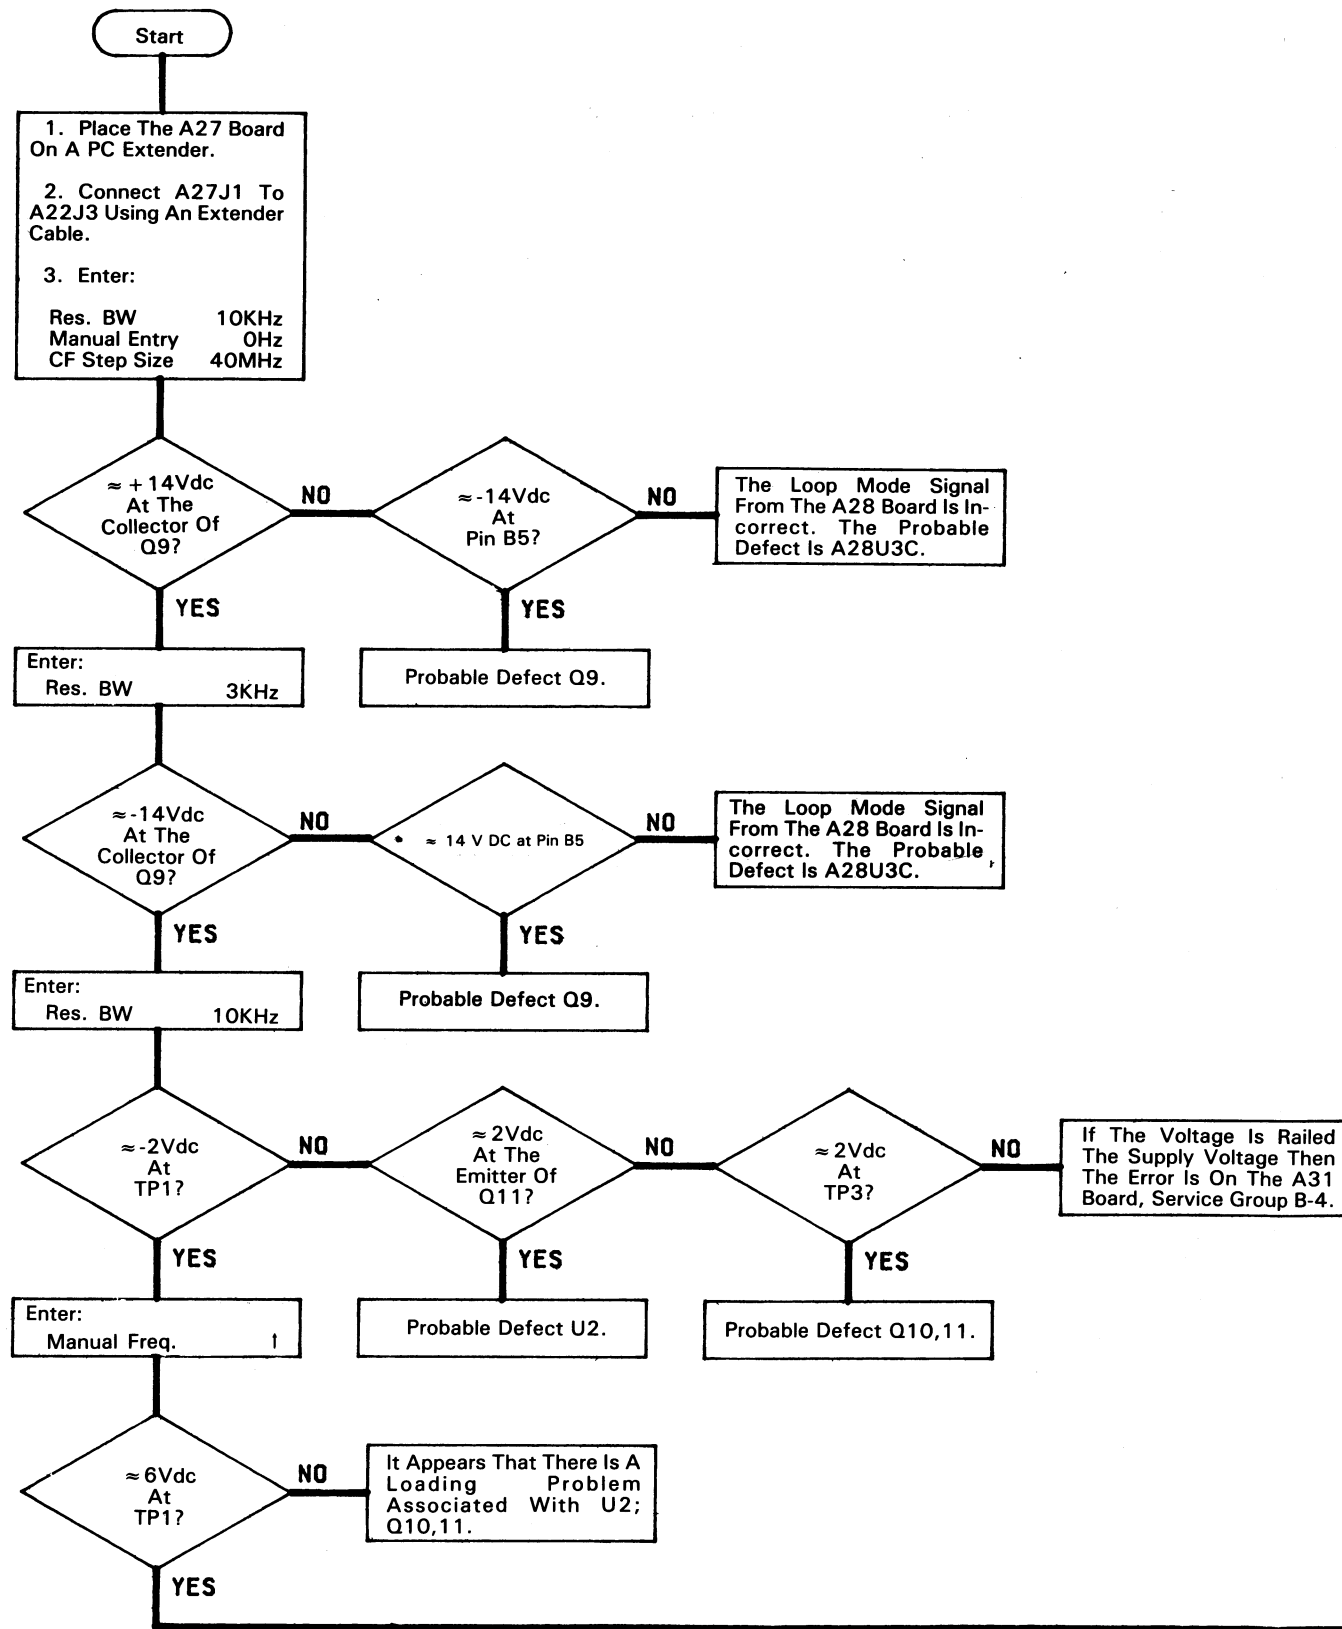 Start
1. Place The A27 Board
On A PC Extender.
2. Connect A27J1 To
A22J3 Using An Extender
Cable.
3. Enter:
Res. BW 10KHz
Manual Entry 0Hz
CF Step Size 40MHz
≈ + 14Vdc
At The
Collector Of
Q9?
NO
≈ -14Vdc
At
Pin B5?
NO
The Loop Mode Signal
From The A28 Board Is In-
correct. The Probable
Defect Is A28U3C.
YES
YES
Enter:
Res. BW 3KHz
Probable Defect Q9.
≈ -14Vdc
At The
Collector Of
Q9?
NO
≈ 14 V DC at Pin B5
NO
The Loop Mode Signal
From The A28 Board Is In-
correct. The Probable
Defect Is A28U3C.
YES
YES
Enter:
Res. BW 10KHz
Probable Defect Q9.
≈ -2Vdc
At
TP1?
NO
≈ 2Vdc
At The
Emitter Of
Q11?
NO
≈ 2Vdc
At
TP3?
NO
If The Voltage Is Railed
The Supply Voltage Then
The Error Is On The A31
Board, Service Group B-4.
YES
YES
YES
Enter:
Manual Freq. ↑
Probable Defect U2.
Probable Defect Q10,11.
≈ 6Vdc
At
TP1?
NO
It Appears That There Is A
Loading Problem
Associated With U2;
Q10,11.
YES